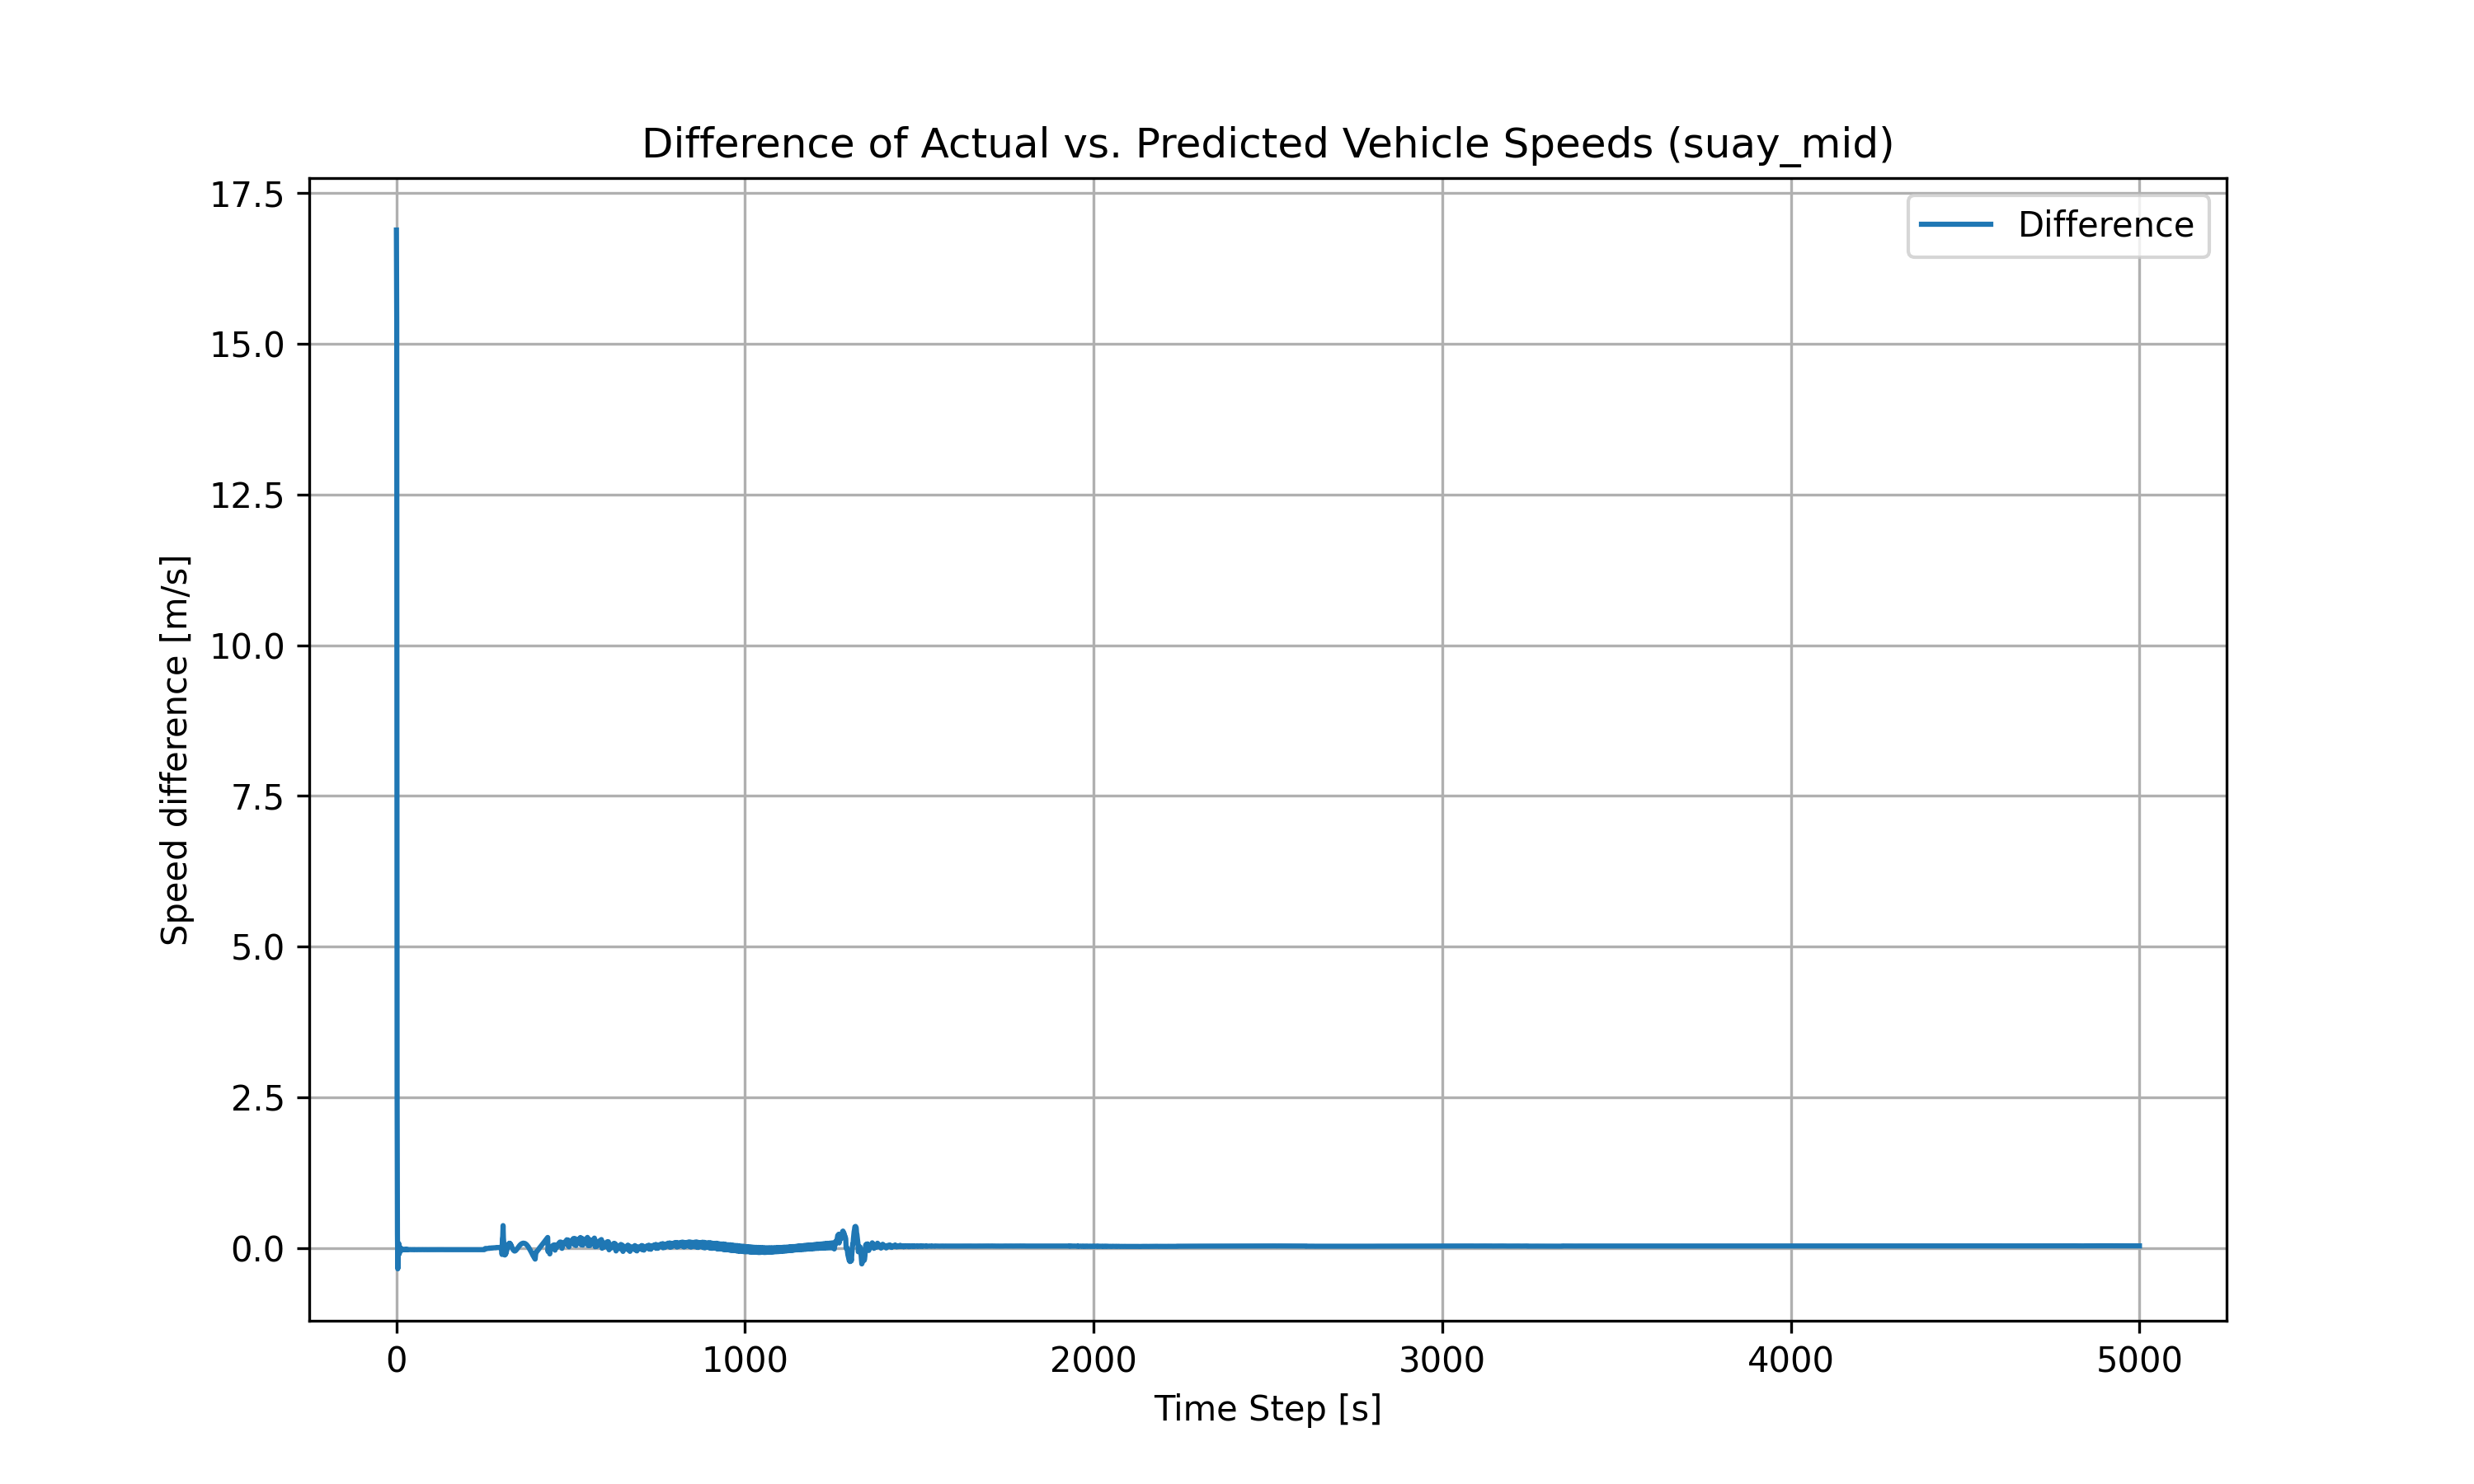 Difference of Actual vs. Predicted Vehicle Speeds (suay_mid)
Difference
Speed difference [m/s]
17.5
15.0
12.5
10.0
7.5
5.0
2.5
0.0
0 1000 2000 3000 4000 5000
Time Step [s]